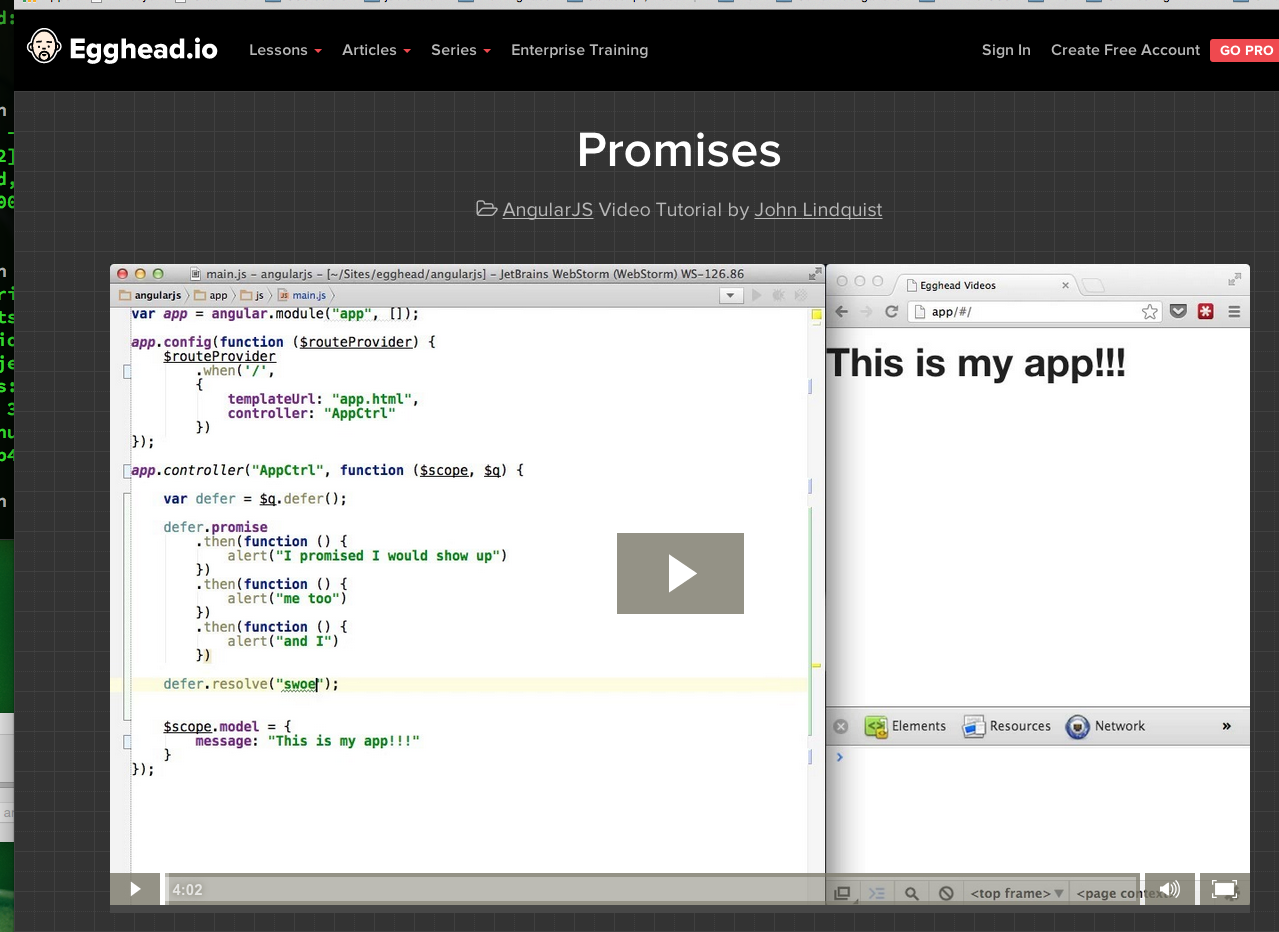 Egghead.io Lessons Articles Series Enterprise Training Sign In Create Free Account GO PRO
Promises
AngularJS Video Tutorial by John Lindquist
main.js - angularjs - [~/Sites/egghead/angularjs] - JetBrains WebStorm (WebStorm) WS-126.86
angularjs app js main.js
var app = angular.module("app", []);
app.config(function ($routeProvider) {
$routeProvider
.when('/',
{
templateUrl: "app.html",
controller: "AppCtrl"
})
});
app.controller("AppCtrl", function ($scope, $q) {
var defer = $q.defer();
defer.promise
.then(function () {
alert("I promised I would show up")
})
.then(function () {
alert("me too")
})
.then(function () {
alert("and I")
})
defer.resolve("swoe");
$scope.model = {
message: "This is my app!!!"
}
});
4:02
Egghead Videos
app/#/
This is my app!!!
Elements Resources Network »
<top frame> <page conte